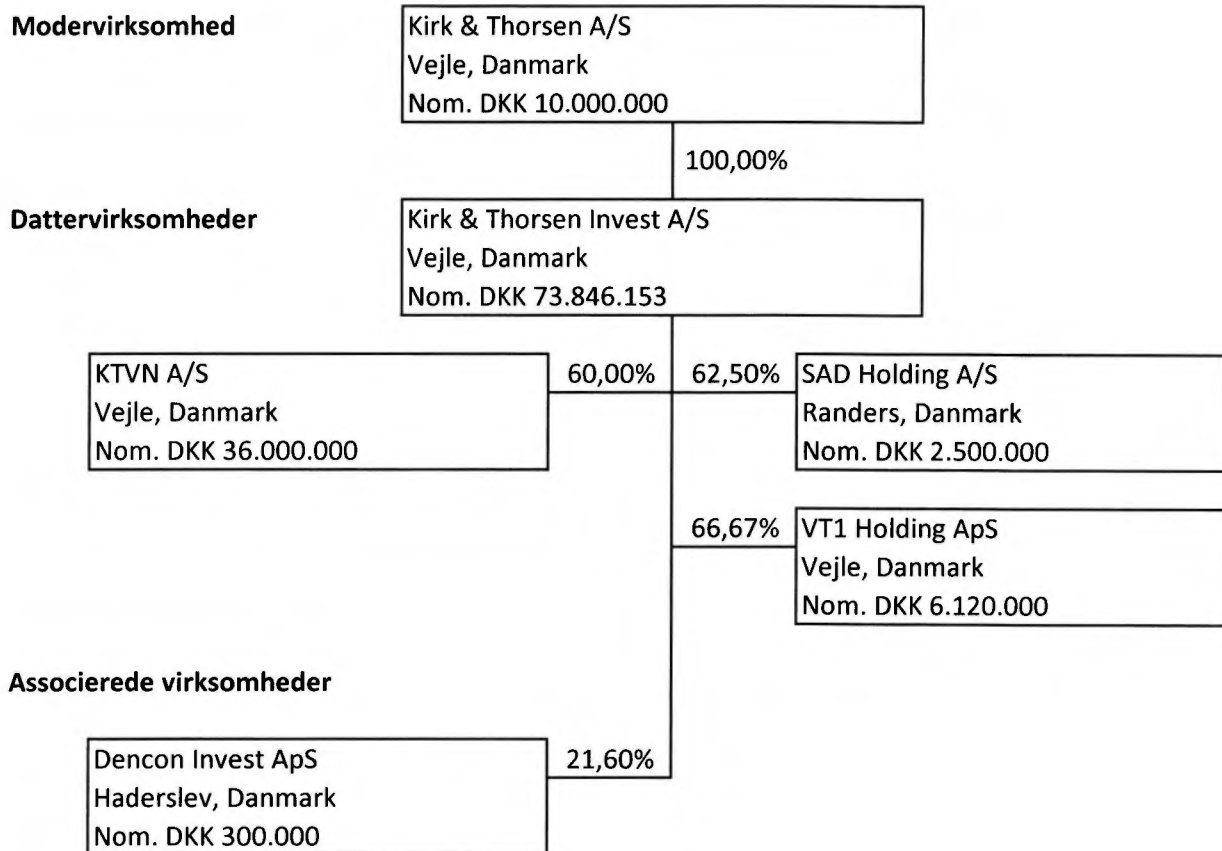 Modervirksomhed
Kirk & Thorsen A/S
Vejle, Danmark
Nom. DKK 10.000.000
100,00%
Dattervirksomheder
Kirk & Thorsen Invest A/S
Vejle, Danmark
Nom. DKK 73.846.153
KTVN A/S
Vejle, Danmark
Nom. DKK 36.000.000
60,00%
62,50%
SAD Holding A/S
Randers, Danmark
Nom. DKK 2.500.000
66,67%
VT1 Holding ApS
Vejle, Danmark
Nom. DKK 6.120.000
Associerede virksomheder
Dencon Invest ApS
Haderslev, Danmark
Nom. DKK 300.000
21,60%